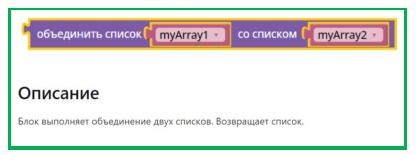 объединить список myArray1 со списком myArray2
Описание
Блок выполняет объединение двух списков. Возвращает список.